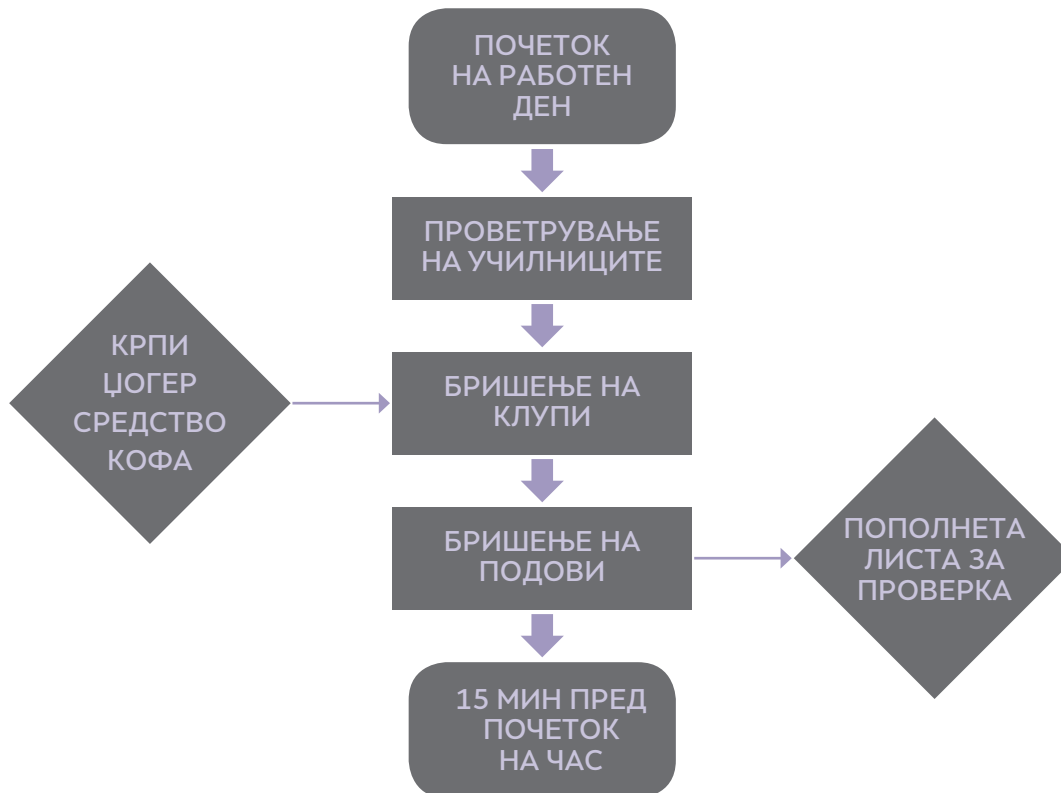 ПОЧЕТОК
НА РАБОТЕН
ДЕН
ПРОВЕТРУВАЊЕ
НА УЧИЛНИЦИТЕ
КРПИ
ЏОГЕР
СРЕДСТВО
КОФА
БРИШЕЊЕ НА
КЛУПИ
БРИШЕЊЕ НА
ПОДОВИ
ПОПОЛНЕТА
ЛИСТА ЗА
ПРОВЕРКА
15 МИН ПРЕД
ПОЧЕТОК
НА ЧАС